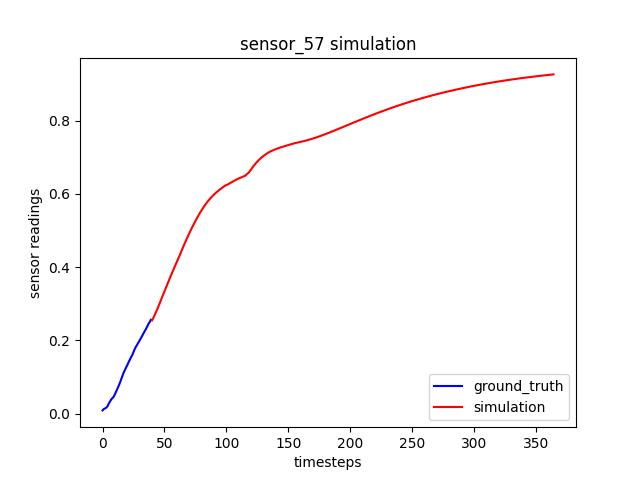 sensor_57 simulation
sensor readings
0.8
0.6
0.4
0.2
0.0
ground_truth
simulation
0 50 100 150 200 250 300 350
timesteps